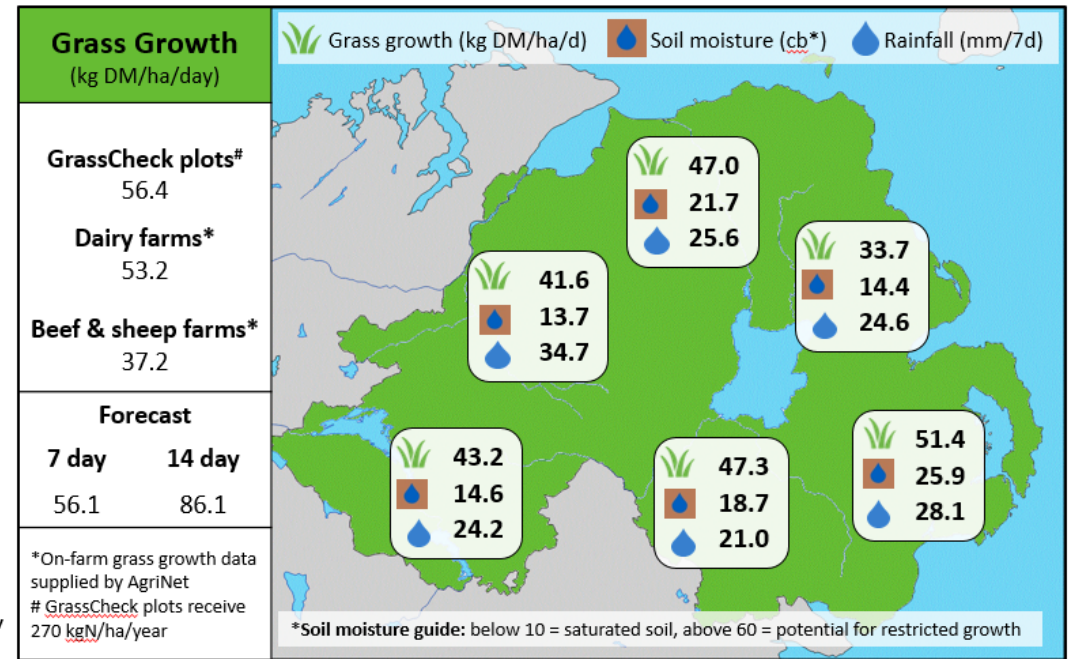 Grass Growth
(kg DM/ha/day)
GrassCheck plots#
56.4
Dairy farms*
53.2
Beef & sheep farms*
37.2
Forecast
7 day 14 day
56.1 86.1
*On-farm grass growth data
supplied by AgriNet
# GrassCheck plots receive
270 kgN/ha/year
Grass growth (kg DM/ha/d) Soil moisture (cb*) Rainfall (mm/7d)
47.0
21.7
25.6
33.7
14.4
24.6
41.6
13.7
34.7
43.2
14.6
24.2
47.3
18.7
21.0
51.4
25.9
28.1
*Soil moisture guide: below 10 = saturated soil, above 60 = potential for restricted growth